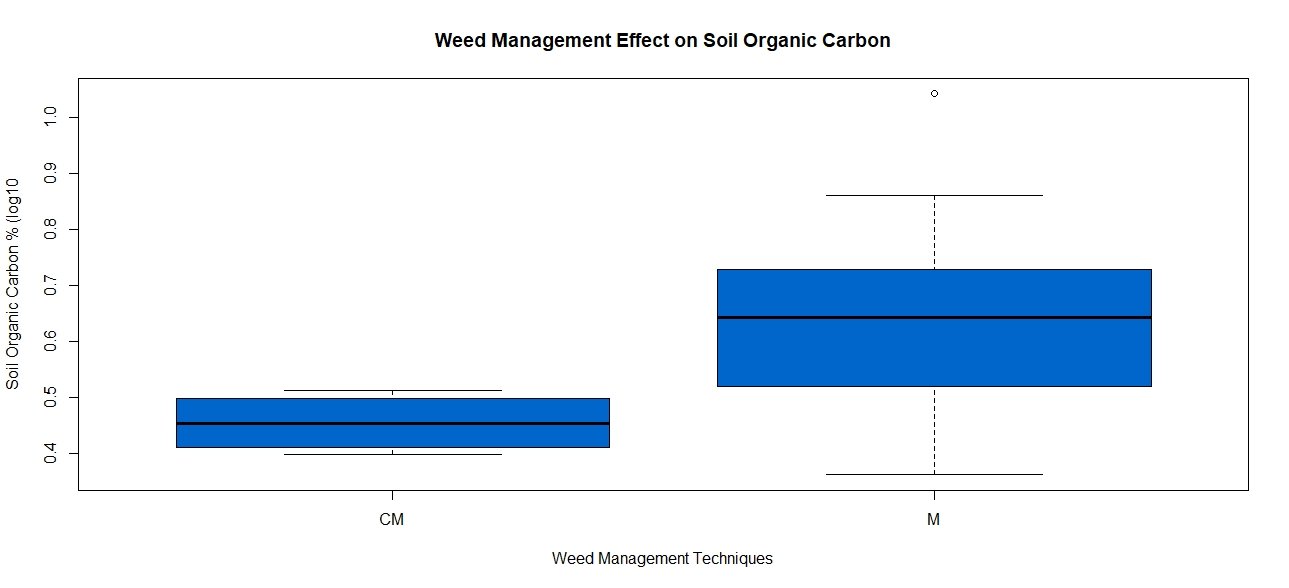 Weed Management Effect on Soil Organic Carbon
Soil Organic Carbon % (log10
1.0
0.9
0.8
0.7
0.6
0.5
0.4
CM
M
Weed Management Techniques